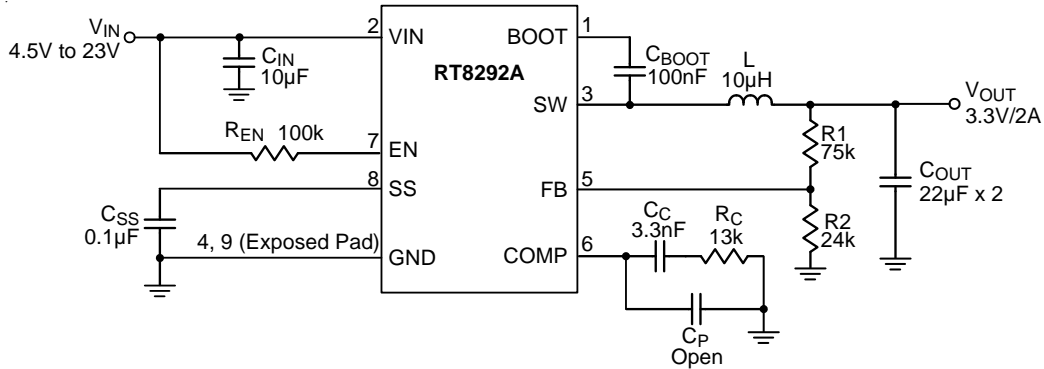 VIN
4.5V to 23V
CIN
10µF
2
VIN
RT8292A
BOOT
1
CBOOT
100nF
L
10µH
SW
3
VOUT
3.3V/2A
REN 100k
7
EN
R1
75k
8
SS
FB
5
COUT
22µF x 2
CSS
0.1µF
R2
24k
4, 9 (Exposed Pad)
GND
COMP
6
CC
3.3nF
RC
13k
CP
Open